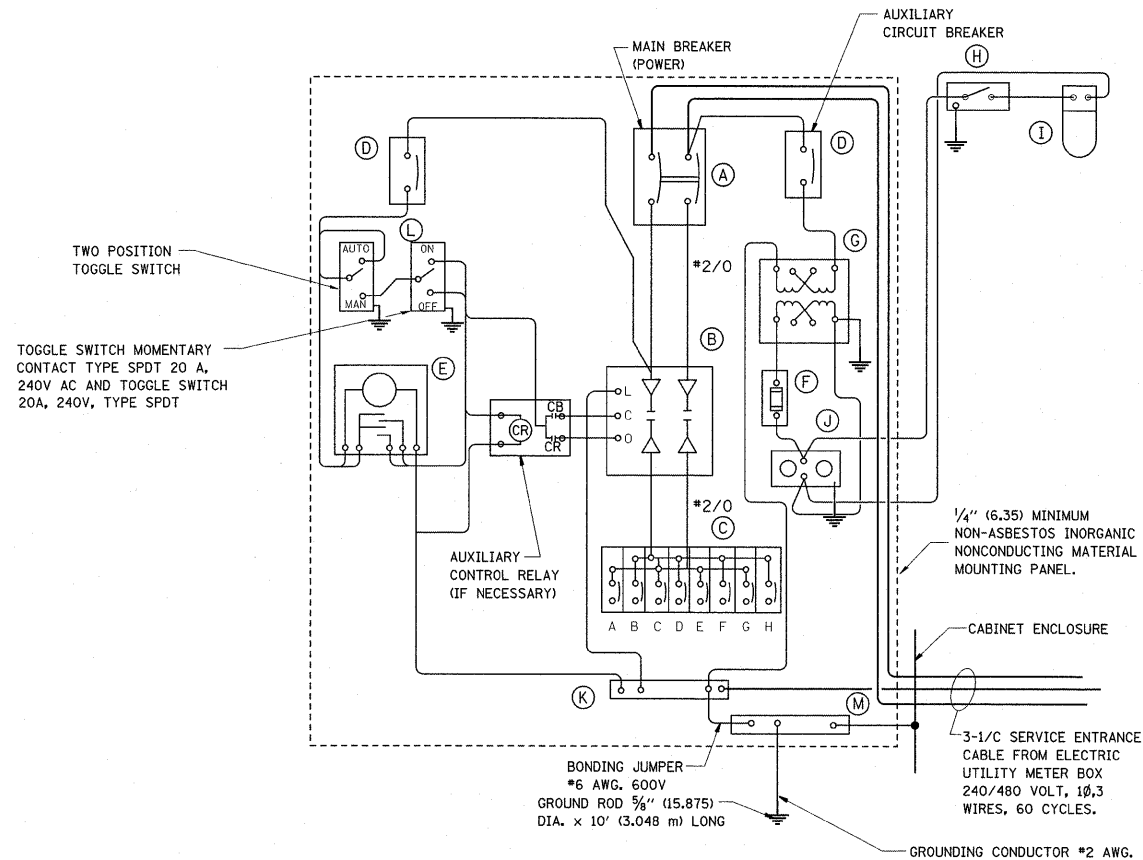 AUXILIARY
CIRCUIT BREAKER
MAIN BREAKER
(POWER)
H
D
A
D
I
L
G
TWO POSITION
TOGGLE SWITCH
AUTO
MAN
ON
OFF
#2/0
TOGGLE SWITCH MOMENTARY
CONTACT TYPE SPDT 20 A,
240V AC AND TOGGLE SWITCH
20A, 240V, TYPE SPDT
B
E
F
L
C
O
CB
CR
CR
J
#2/0
C
AUXILIARY
CONTROL RELAY
(IF NECESSARY)
1/4" (6.35) MINIMUM
NON-ASBESTOS INORGANIC
NONCONDUCTING MATERIAL
MOUNTING PANEL.
A B C D E F G H
CABINET ENCLOSURE
K
M
3-1/C SERVICE ENTRANCE
CABLE FROM ELECTRIC
UTILITY METER BOX
240/480 VOLT, 1Ø,3
WIRES, 60 CYCLES.
BONDING JUMPER
#6 AWG. 600V
GROUND ROD 5/8" (15.875)
DIA. x 10' (3.048 m) LONG
GROUNDING CONDUCTOR #2 AWG.